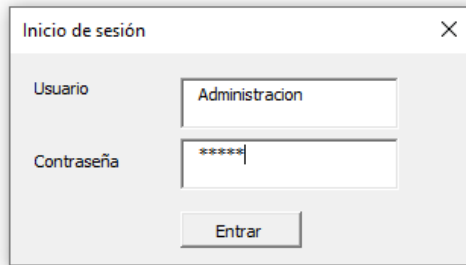 Inicio de sesión
Usuario
Administracion
Contraseña
*****
Entrar